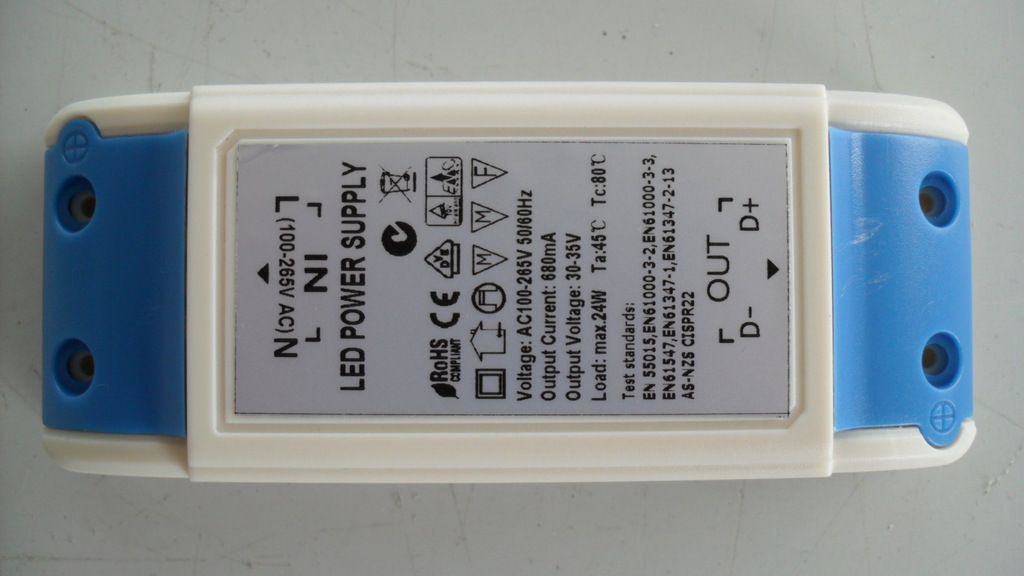 L(100-265V AC)N
IN
LED POWER SUPPLY
RoHS
COMPLIANT
CE
EMC
M M F
Voltage: AC100-265V 50/60Hz
Output Current: 680mA
Output Voltage: 30-35V
Load: max.24W Ta:45℃ Tc:80℃
Test standards:
EN 55015,EN61000-3-2,EN61000-3-3,
EN61547,EN61347-1,EN61347-2-13
AS-NZS CISPR22
OUT
D- D+